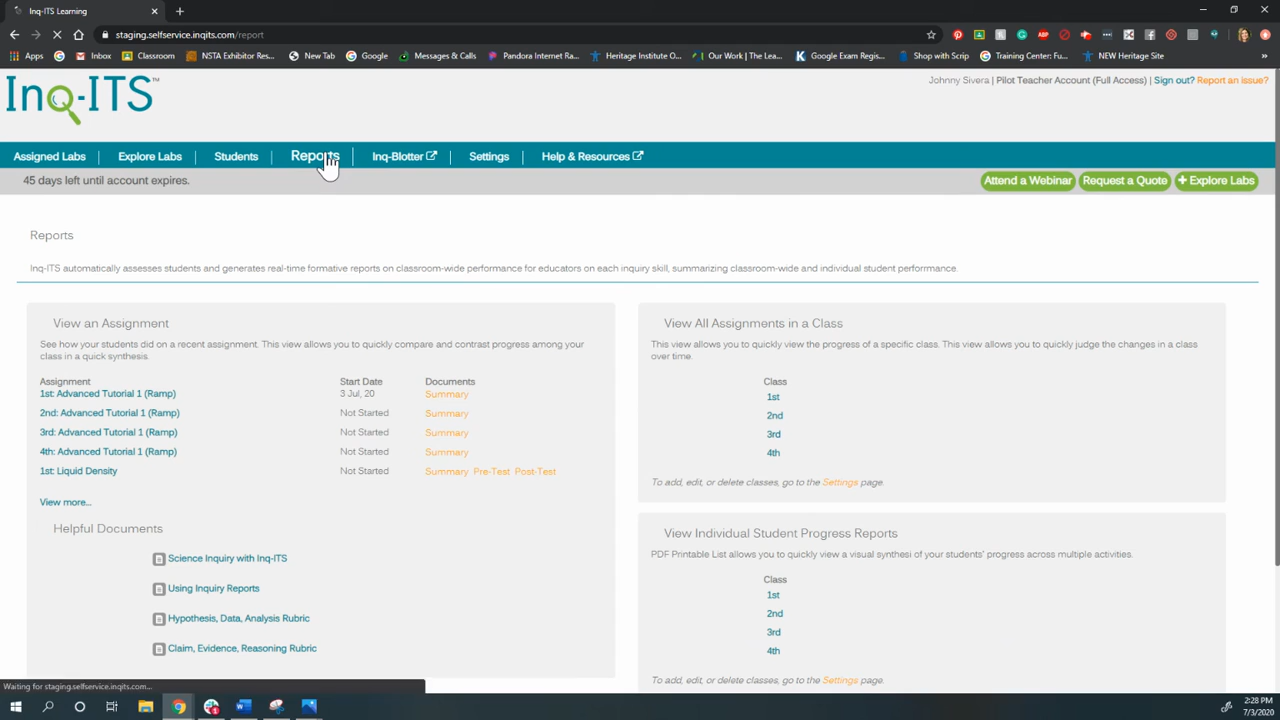 Inq-ITS Learning
staging.selfservice.inqits.com/report
Apps Inbox Classroom NSTA Exhibitor Res... New Tab Google Messages & Calls Pandora Internet Ra... Heritage Institute O... Our Work | The Lea... Google Exam Regis... Shop with Scrip Training Center: Fu... NEW Heritage Site
Inq-ITS™
Johnny Sivera | Pilot Teacher Account (Full Access) | Sign out? Report an issue?
Assigned Labs | Explore Labs | Students | Reports | Inq-Blotter | Settings | Help & Resources
45 days left until account expires.
Attend a Webinar Request a Quote + Explore Labs
Reports
Inq-ITS automatically assesses students and generates real-time formative reports on classroom-wide performance for educators on each inquiry skill, summarizing classroom-wide and individual student perforrmance.
View an Assignment
See how your students did on a recent assignment. This view allows you to quickly compare and contrast progress among your
class in a quick synthesis.
Assignment Start Date Documents
1st: Advanced Tutorial 1 (Ramp) 3 Jul, 20 Summary
2nd: Advanced Tutorial 1 (Ramp) Not Started Summary
3rd: Advanced Tutorial 1 (Ramp) Not Started Summary
4th: Advanced Tutorial 1 (Ramp) Not Started Summary
1st: Liquid Density Not Started Summary Pre-Test Post-Test
View more...
Helpful Documents
Science Inquiry with Inq-ITS
Using Inquiry Reports
Hypothesis, Data, Analysis Rubric
Claim, Evidence, Reasoning Rubric
View All Assignments in a Class
This view allows you to quickly view the progress of a specific class. This view allows you to quickly judge the changes in a class
over time.
Class
1st
2nd
3rd
4th
To add, edit, or delete classes, go to the Settings page.
View Individual Student Progress Reports
PDF Printable List allows you to quickly view a visual synthesi of your students' progress across multiple activities.
Class
1st
2nd
3rd
4th
To add, edit, or delete classes, go to the Settings page.
Waiting for staging.selfservice.inqits.com...
2:28 PM
7/3/2020